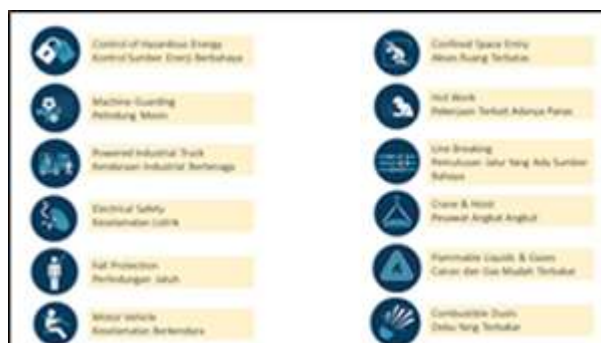 Control of Hazardous Energy
Kontrol Sumber Energi Berbahaya
Machine Guarding
Pelindung Mesin
Powered Industrial Truck
Kendaraan Industrial Bertenaga
Electrical Safety
Keselamatan Listrik
Fall Protection
Perlindungan Jatuh
Motor Vehicle
Keselamatan Berkendara
Confined Space Entry
Akses Ruang Terbatas
Hot Work
Pekerjaan Terkait Adanya Panas
Line Breaking
Pemutusan Jalur Yang Ada Sumber
Bahaya
Crane & Hoist
Pesawat Angkat Angkut
Flammable Liquids & Gases
Cairan dan Gas Mudah Terbakar
Combustible Dusts
Debu Yang Terbakar